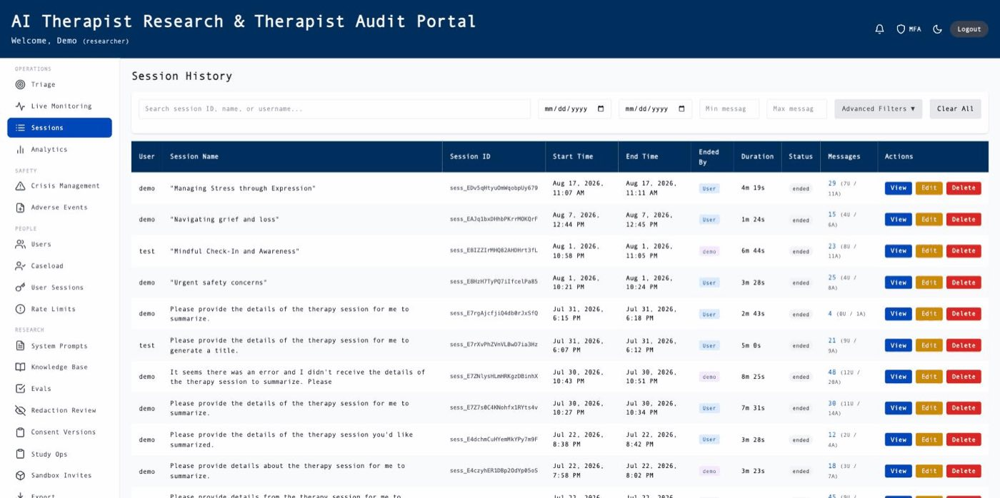 AI Therapist Research & Therapist Audit Portal
Welcome, Demo (researcher)
MFA
Logout
OPERATIONS
Triage
Live Monitoring
Sessions
Analytics
SAFETY
Crisis Management
Adverse Events
PEOPLE
Users
Caseload
User Sessions
Rate Limits
RESEARCH
System Prompts
Knowledge Base
Evals
Redaction Review
Consent Versions
Study Ops
Sandbox Invites
Export
Session History
Search session ID, name, or username...
mm/dd/yyyy
mm/dd/yyyy
Min messag
Max messag
Advanced Filters ▼
Clear All
User Session Name Session ID Start Time End Time Ended By Duration Status Messages Actions
demo "Managing Stress through Expression" sess_EDv5qHtyuOmWqobpUy679 Aug 17, 2026, 11:07 AM Aug 17, 2026, 11:11 AM User 4m 19s ended 29 (7U / 11A) View Edit Delete
demo "Navigating grief and loss" sess_EAJq1bxDHhbPKrrMOKQrF Aug 7, 2026, 12:44 PM Aug 7, 2026, 12:45 PM User 1m 24s ended 15 (4U / 6A) View Edit Delete
test "Mindful Check-In and Awareness" sess_E8IZZIrMHQ82AHDHrt3fL Aug 1, 2026, 10:58 PM Aug 1, 2026, 11:05 PM demo 6m 44s ended 23 (8U / 11A) View Edit Delete
demo "Urgent safety concerns" sess_E8HzH7TyPQ7iIfcelPa85 Aug 1, 2026, 10:21 PM Aug 1, 2026, 10:24 PM User 3m 28s ended 25 (4U / 8A) View Edit Delete
demo Please provide the details of the therapy session for me to summarize. sess_E7rgAjcfjiQ4db0rJxSfQ Jul 31, 2026, 6:15 PM Jul 31, 2026, 6:18 PM User 2m 43s ended 4 (0U / 1A) View Edit Delete
test Please provide the details of the therapy session for me to generate a title. sess_E7rXvPhZVnVLBwD7ia3Hz Jul 31, 2026, 6:07 PM Jul 31, 2026, 6:12 PM User 5m 0s ended 21 (9U / 9A) View Edit Delete
demo It seems there was an error and I didn't receive the details of the therapy session to summarize. Please sess_E7ZNlysHLmHRKgzDBinhX Jul 30, 2026, 10:43 PM Jul 30, 2026, 10:51 PM demo 8m 25s ended 48 (12U / 20A) View Edit Delete
demo Please provide the details of the therapy session for me to summarize. sess_E7Z7s0C4KNohfx1RYts4v Jul 30, 2026, 10:27 PM Jul 30, 2026, 10:34 PM User 7m 31s ended 30 (11U / 14A) View Edit Delete
demo Please provide the details of the therapy session you'd like summarized. sess_E4dchmCuHYemMkYPy7m9F Jul 22, 2026, 8:38 PM Jul 22, 2026, 8:42 PM User 3m 28s ended 12 (2U / 4A) View Edit Delete
demo Please provide details about the therapy session for me to summarize. sess_E4czyhER1DBp2OdYp05oS Jul 22, 2026, 7:58 PM Jul 22, 2026, 8:02 PM demo 3m 23s ended 18 (3U / 7A) View Edit Delete
Please provide details from the therapy session for me to Jul 22, 2026, Jul 22, 2026,